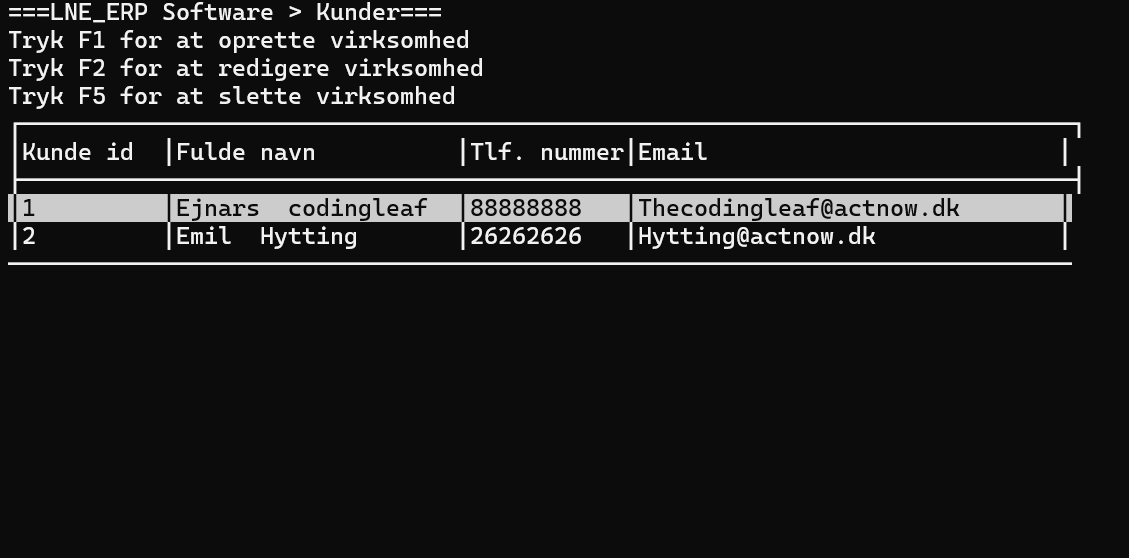 ===LNE_ERP Software > Kunder===
Tryk F1 for at oprette virksomhed
Tryk F2 for at redigere virksomhed
Tryk F5 for at slette virksomhed
Kunde id |Fulde navn |Tlf. nummer|Email
1 |Ejnars  codingleaf |88888888 |Thecodingleaf@actnow.dk
2 |Emil  Hytting |26262626 |Hytting@actnow.dk